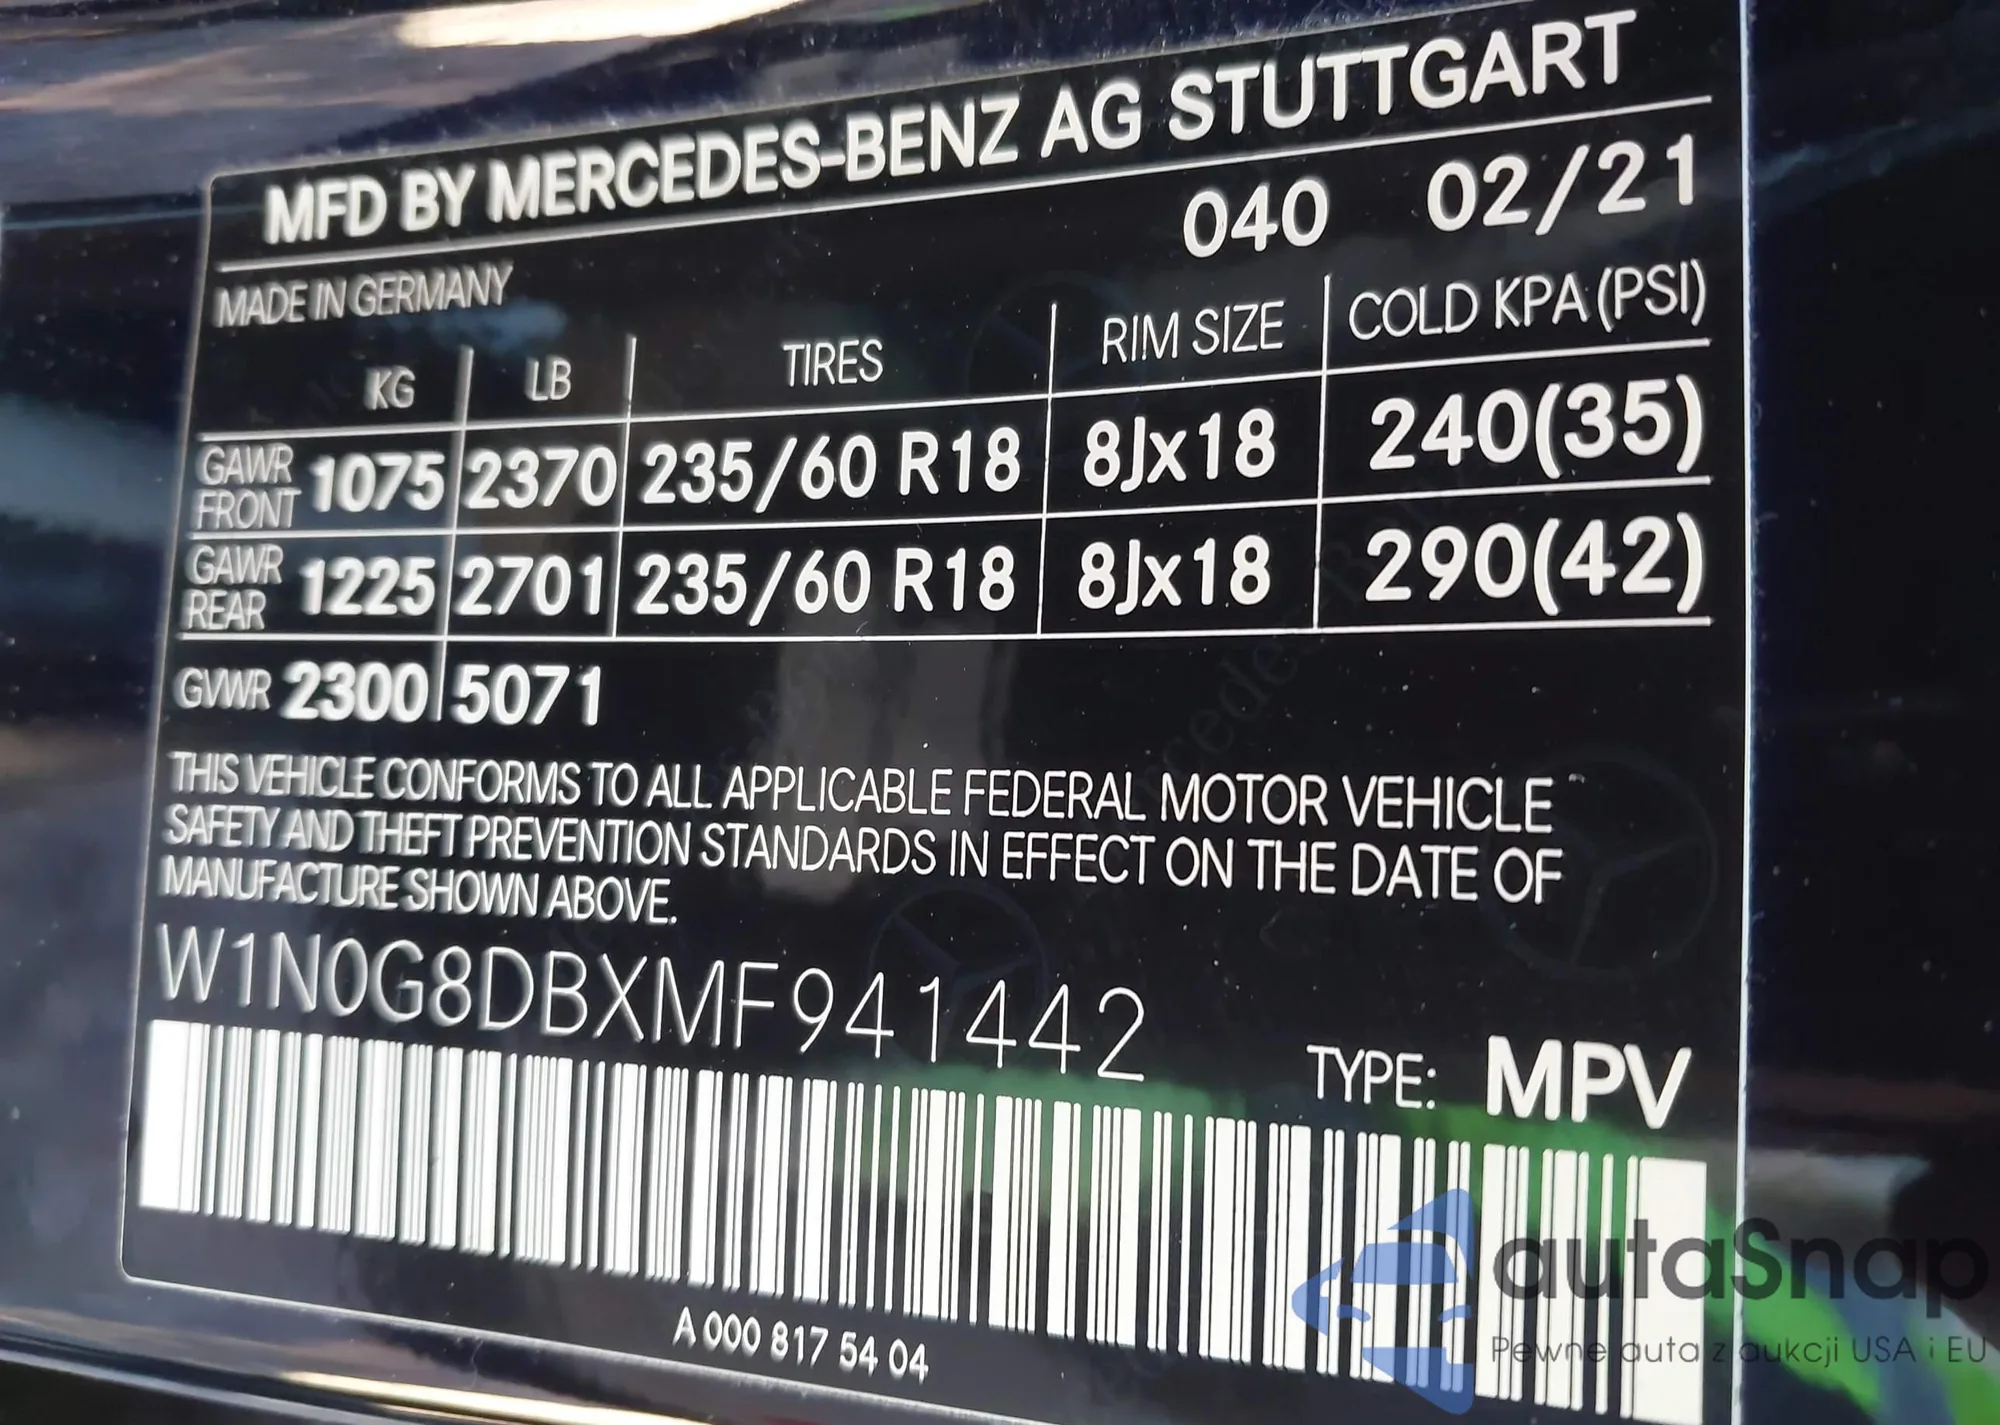 MFD BY MERCEDES-BENZ AG STUTTGART
040 02/21
MADE IN GERMANY
KG LB TIRES RIM SIZE COLD KPA (PSI)
GAWR FRONT 1075 2370 235/60 R18 8Jx18 240(35)
GAWR REAR 1225 2701 235/60 R18 8Jx18 290(42)
GVWR 2300 5071
THIS VEHICLE CONFORMS TO ALL APPLICABLE FEDERAL MOTOR VEHICLE
SAFETY AND THEFT PREVENTION STANDARDS IN EFFECT ON THE DATE OF
MANUFACTURE SHOWN ABOVE.
W1N0G8DBXMF941442
TYPE: MPV
A 000 817 54 04
autaSnap
Pewne auta z aukcji USA i EU